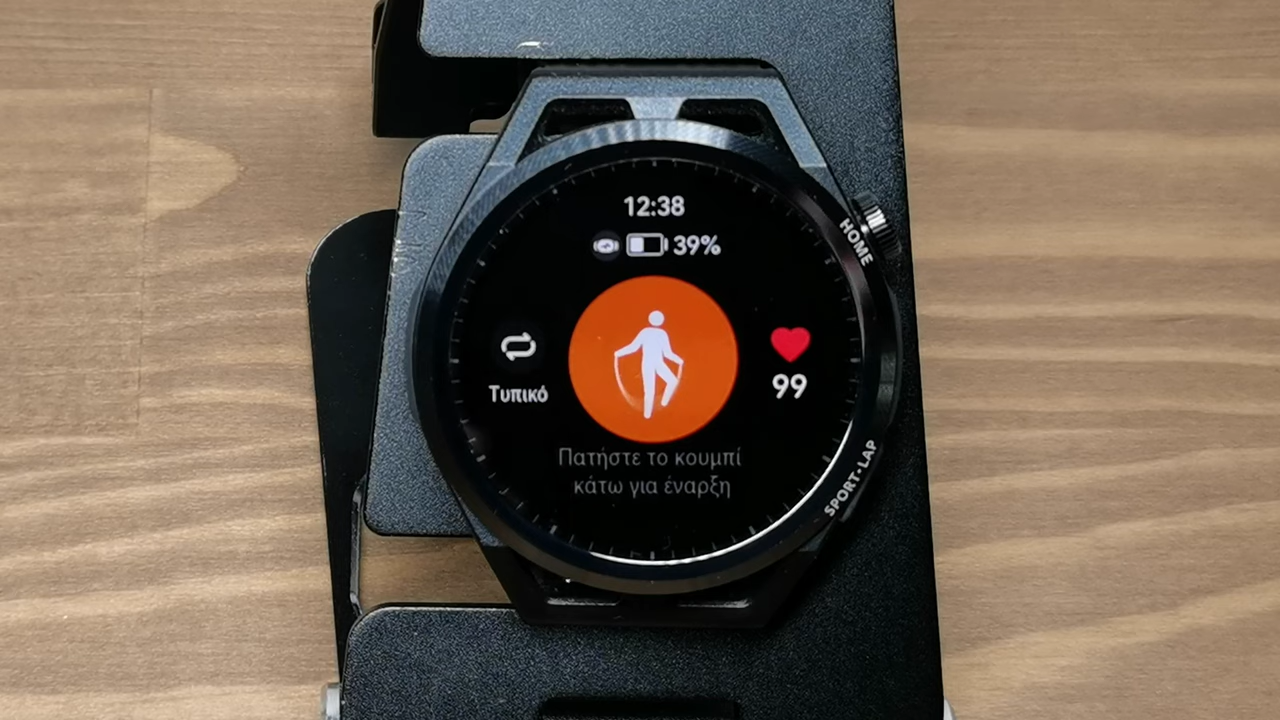 12:38
39%
HOME
Τυπικό
99
Πατήστε το κουμπί
κάτω για έναρξη
SPORT·LAP